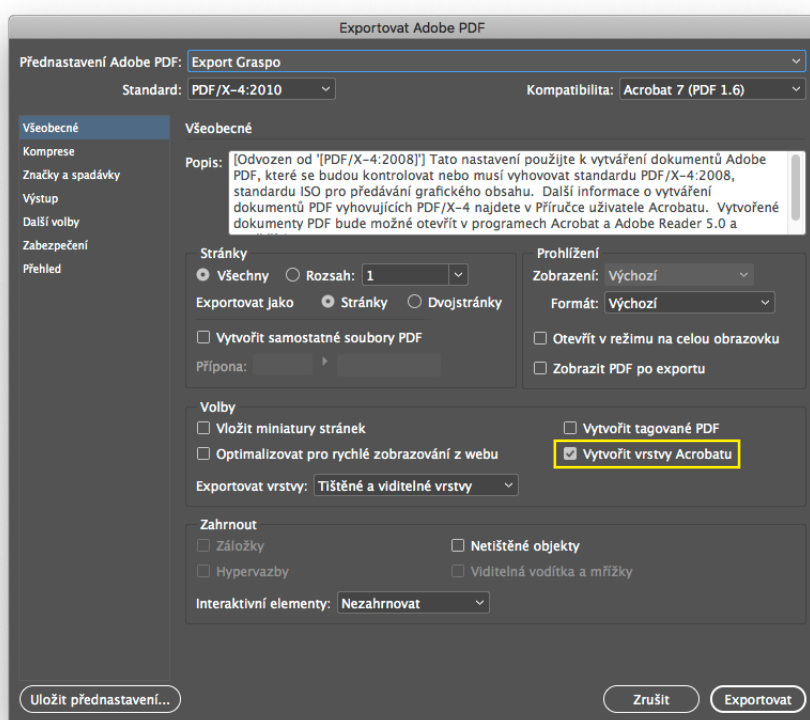 Exportovat Adobe PDF
Přednastavení Adobe PDF: Export Graspo
Standard: PDF/X-4:2010 Kompatibilita: Acrobat 7 (PDF 1.6)
Všeobecné
Komprese
Značky a spadávky
Výstup
Další volby
Zabezpečení
Přehled
Všeobecné
Popis: [Odvozen od '[PDF/X-4:2008]'] Tato nastavení použijte k vytváření dokumentů Adobe
PDF, které se budou kontrolovat nebo musí vyhovovat standardu PDF/X-4:2008,
standardu ISO pro předávání grafického obsahu. Další informace o vytváření
dokumentů PDF vyhovujících PDF/X-4 najdete v Příručce uživatele Acrobatu. Vytvořené
dokumenty PDF bude možné otevřít v programech Acrobat a Adobe Reader 5.0 a
Stránky
Všechny Rozsah: 1
Exportovat jako Stránky Dvojstránky
Vytvořit samostatné soubory PDF
Přípona:
Prohlížení
Zobrazení: Výchozí
Formát: Výchozí
Otevřít v režimu na celou obrazovku
Zobrazit PDF po exportu
Volby
Vložit miniatury stránek Vytvořit tagované PDF
Optimalizovat pro rychlé zobrazování z webu Vytvořit vrstvy Acrobatu
Exportovat vrstvy: Tištěné a viditelné vrstvy
Zahrnout
Záložky Netištěné objekty
Hypervazby Viditelná vodítka a mřížky
Interaktivní elementy: Nezahrnovat
Uložit přednastavení... Zrušit Exportovat